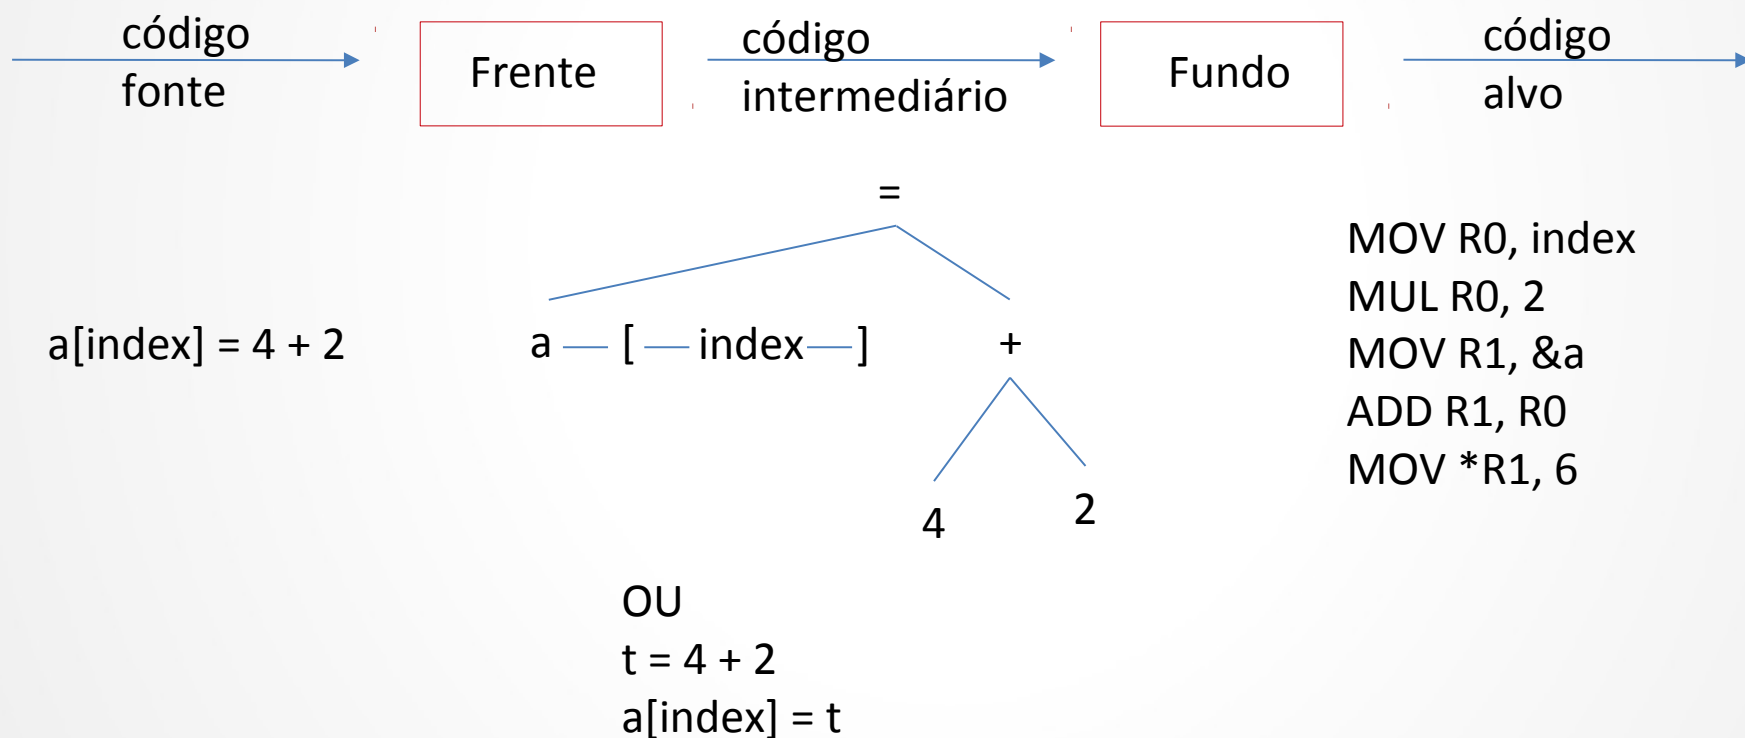 código
fonte
Frente
código
intermediário
Fundo
código
alvo
a[index] = 4 + 2
=
a [ index ] +
4 2
OU
t = 4 + 2
a[index] = t
MOV R0, index
MUL R0, 2
MOV R1, &a
ADD R1, R0
MOV *R1, 6